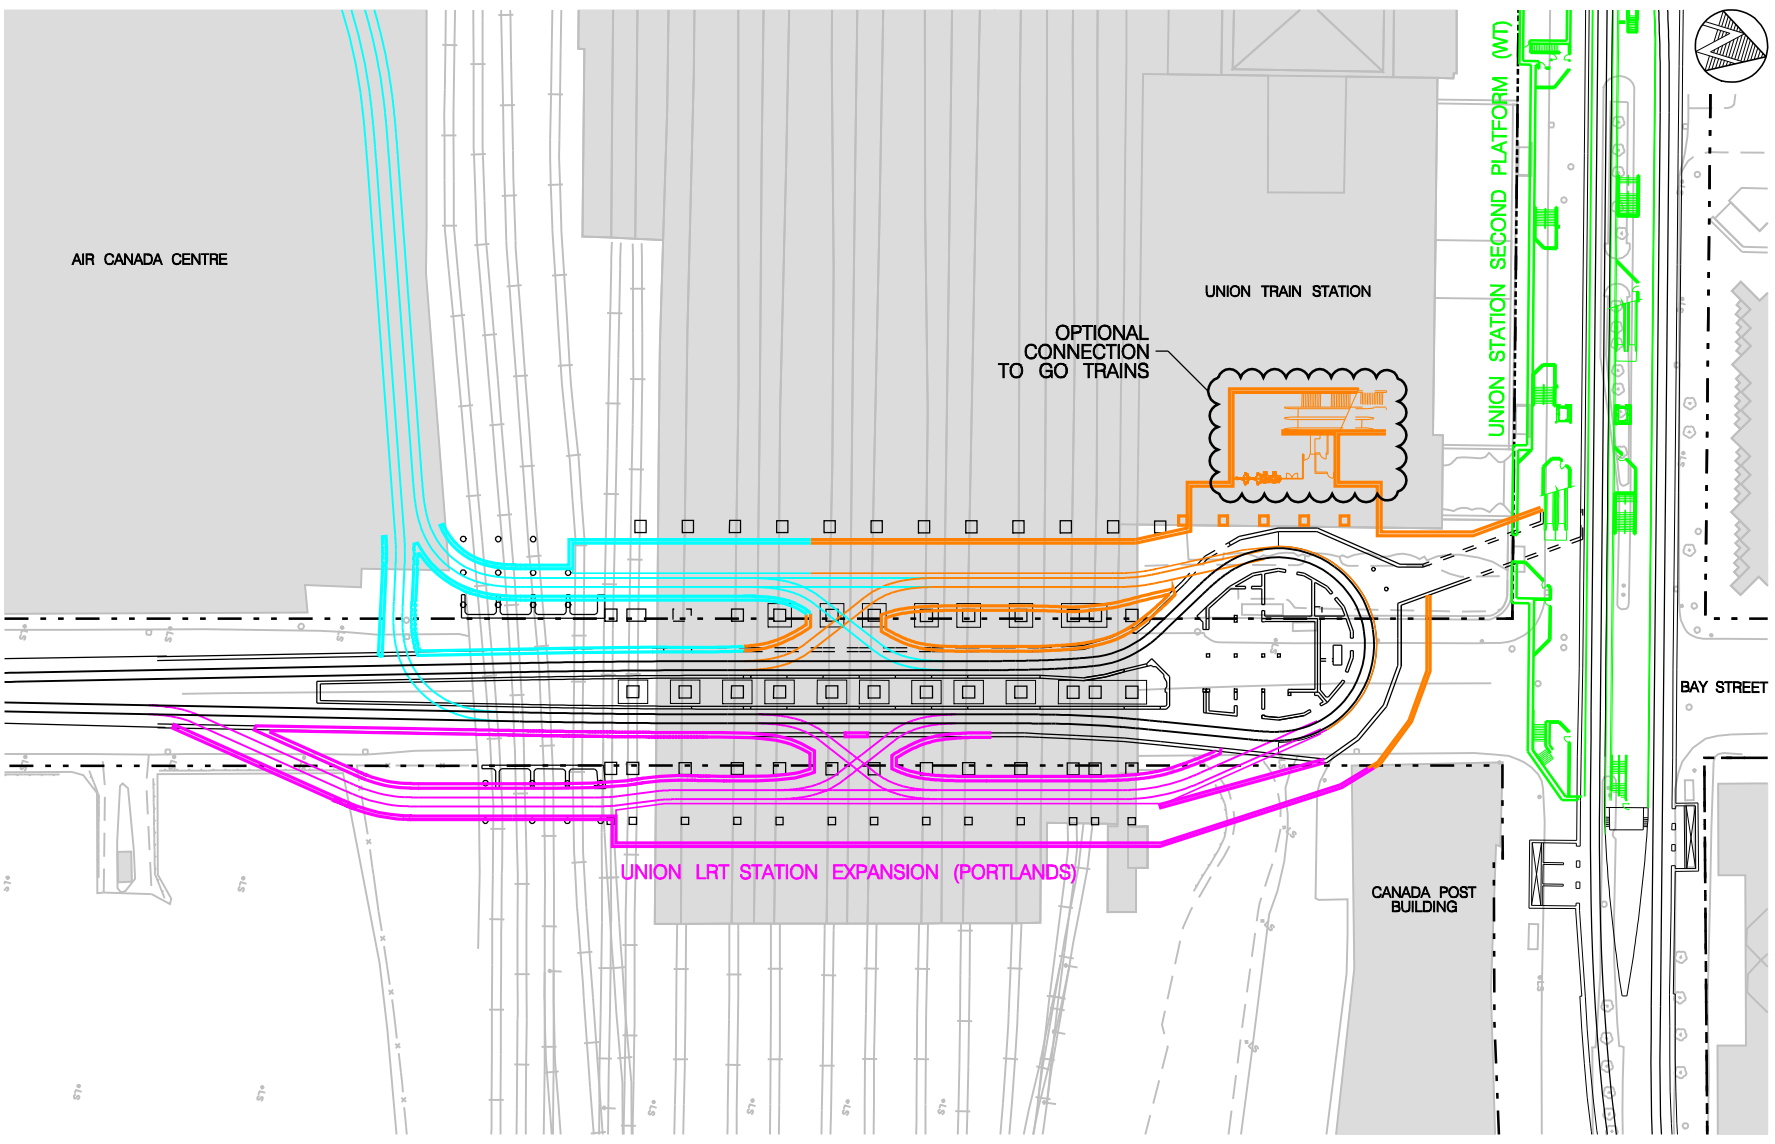 UNION STATION SECOND PLATFORM (WT)
AIR CANADA CENTRE
UNION TRAIN STATION
OPTIONAL
CONNECTION
TO GO TRAINS
BAY STREET
UNION LRT STATION EXPANSION (PORTLANDS)
CANADA POST
BUILDING